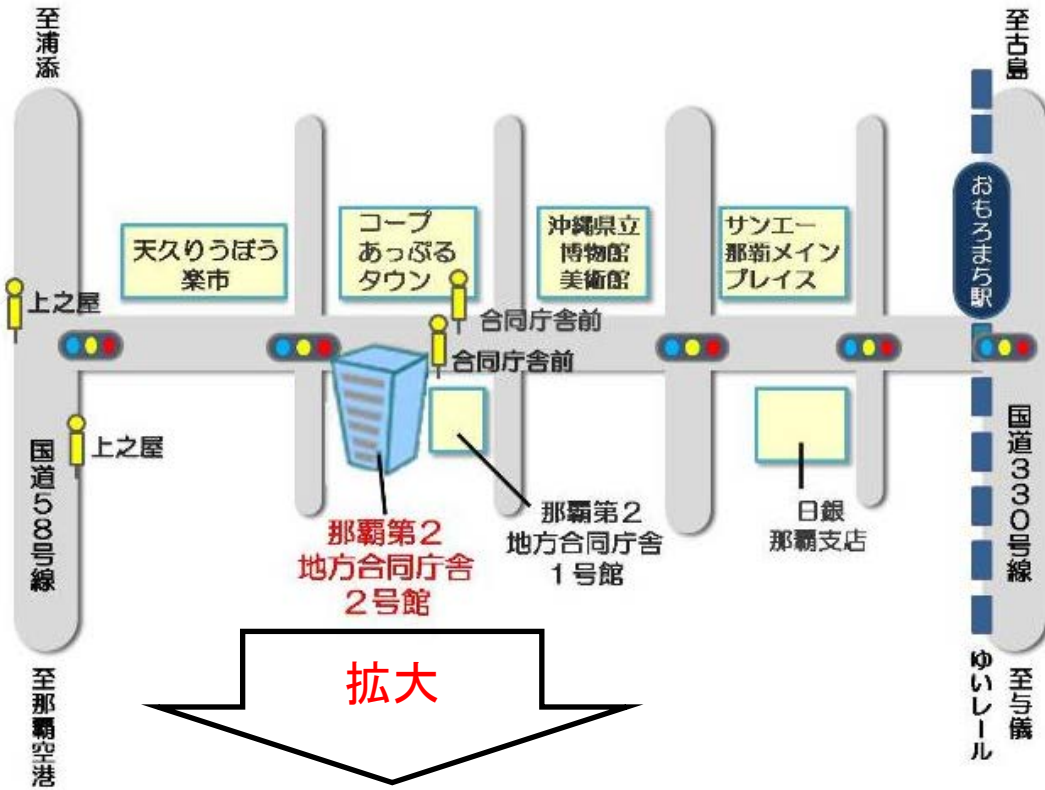 至浦添
至古島
おもろまち駅
天久りうぼう
楽市
コープ
あっぷる
タウン
沖縄県立
博物館
美術館
サンエー
那覇メイン
プレイス
上之屋
合同庁舎前
合同庁舎前
上之屋
国道58号線
国道330号線
那覇第2
地方合同庁舎
2号館
那覇第2
地方合同庁舎
1号館
日銀
那覇支店
拡大
至那覇空港
ゆいレール
至与儀